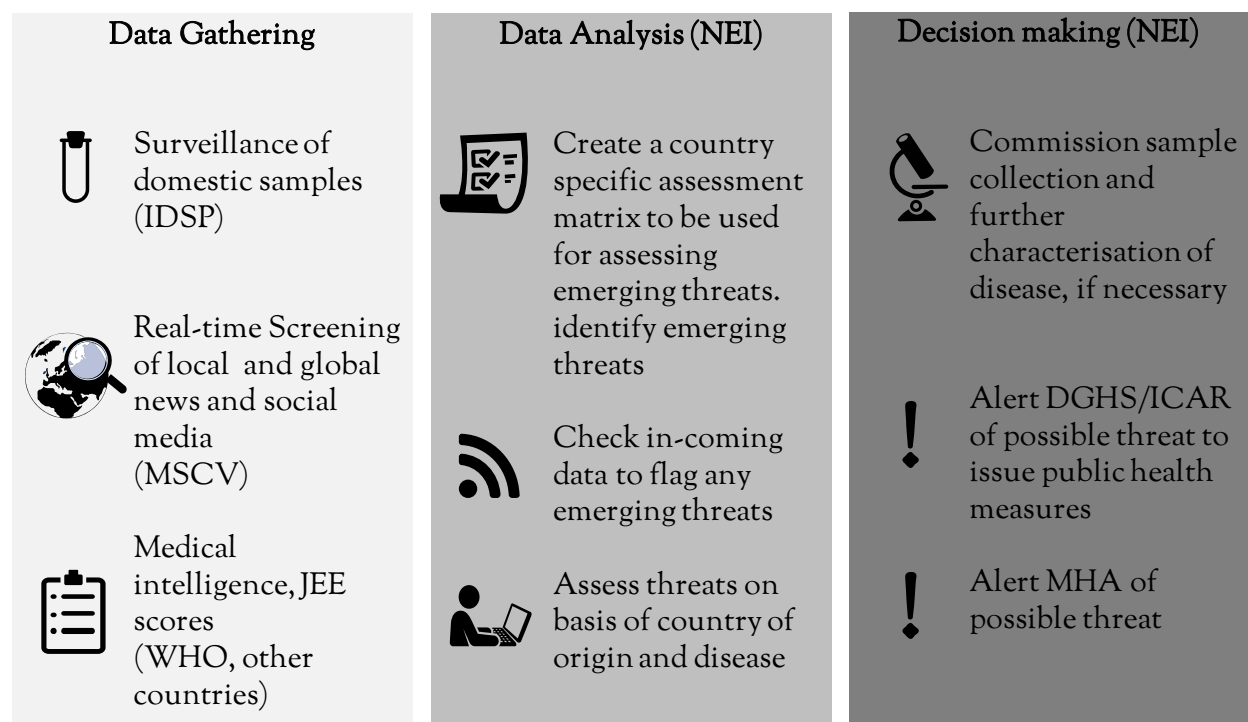 Data Gathering
Surveillance of
domestic samples
(IDSP)
Real-time Screening
of local and global
news and social
media
(MSCV)
Medical
intelligence, JEE
scores
(WHO, other
countries)
Data Analysis (NEI)
Create a country
specific assessment
matrix to be used
for assessing
emerging threats.
identify emerging
threats
Check in-coming
data to flag any
emerging threats
Assess threats on
basis of country of
origin and disease
Decision making (NEI)
Commission sample
collection and
further
characterisation of
disease, if necessary
Alert DGHS/ICAR
of possible threat to
issue public health
measures
Alert MHA of
possible threat